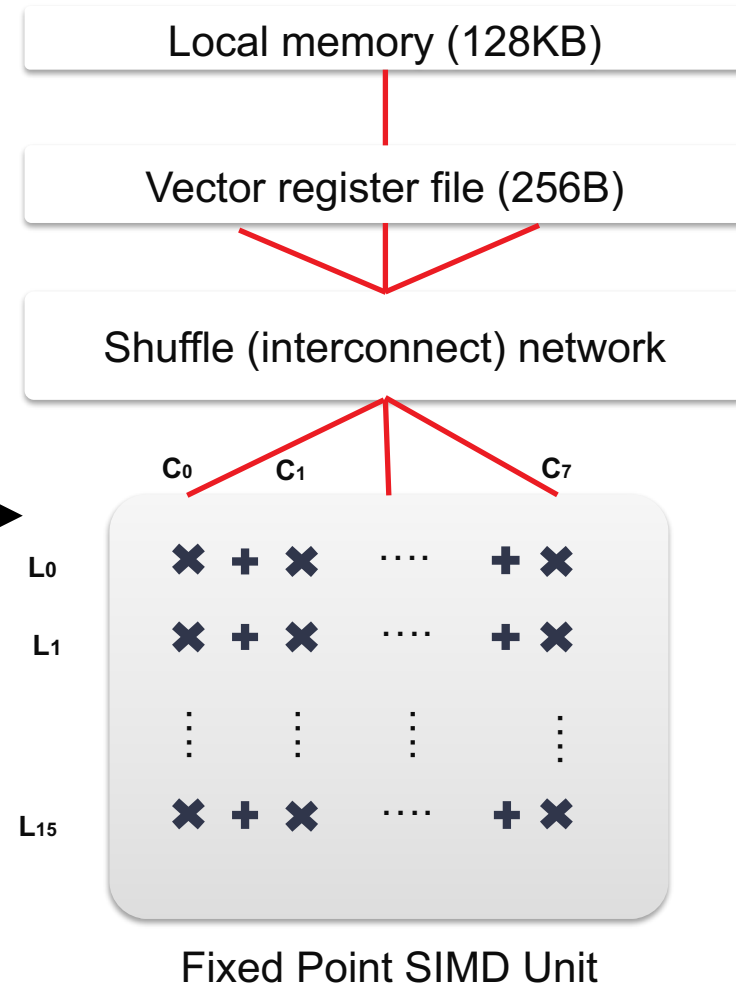 Local memory (128KB)
Vector register file (256B)
Shuffle (interconnect) network
C0 C1 C7
L0 × + × .... + ×
L1 × + × .... + ×
L15 × + × .... + ×
Fixed Point SIMD Unit